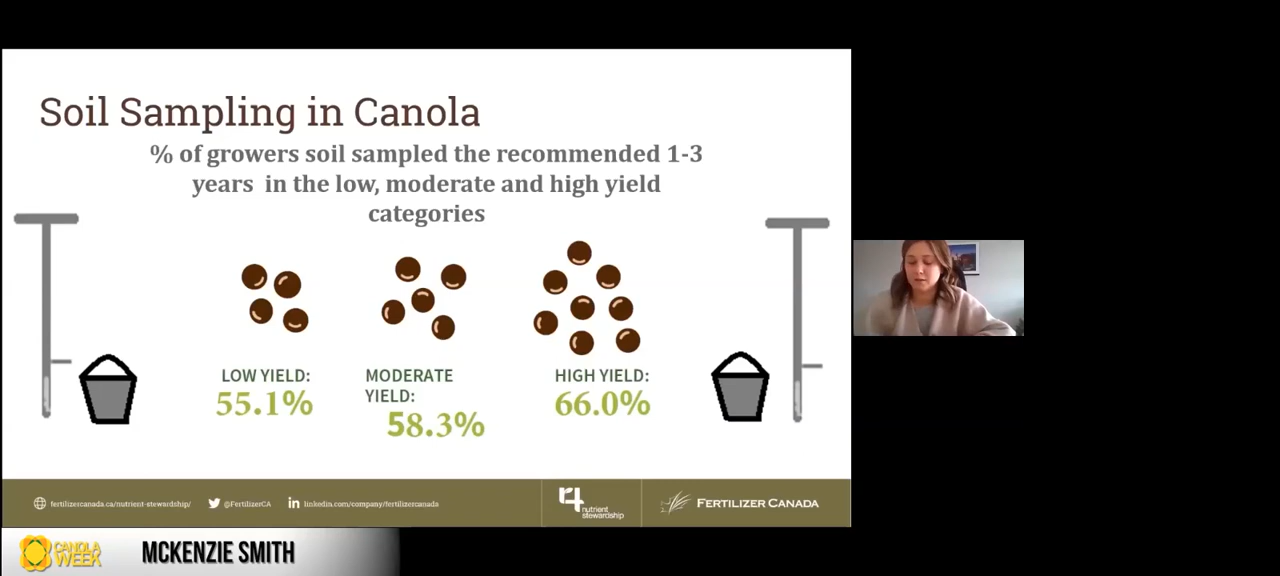 Soil Sampling in Canola
% of growers soil sampled the recommended 1-3
years in the low, moderate and high yield
categories
LOW YIELD:
55.1%
MODERATE
YIELD:
58.3%
HIGH YIELD:
66.0%
fertilizercanada.ca/nutrient-stewardship/
@FertilizerCA
linkedin.com/company/fertilizercanada
r4
nutrient
stewardship
FERTILIZER CANADA
CANOLA
WEEK
MCKENZIE SMITH